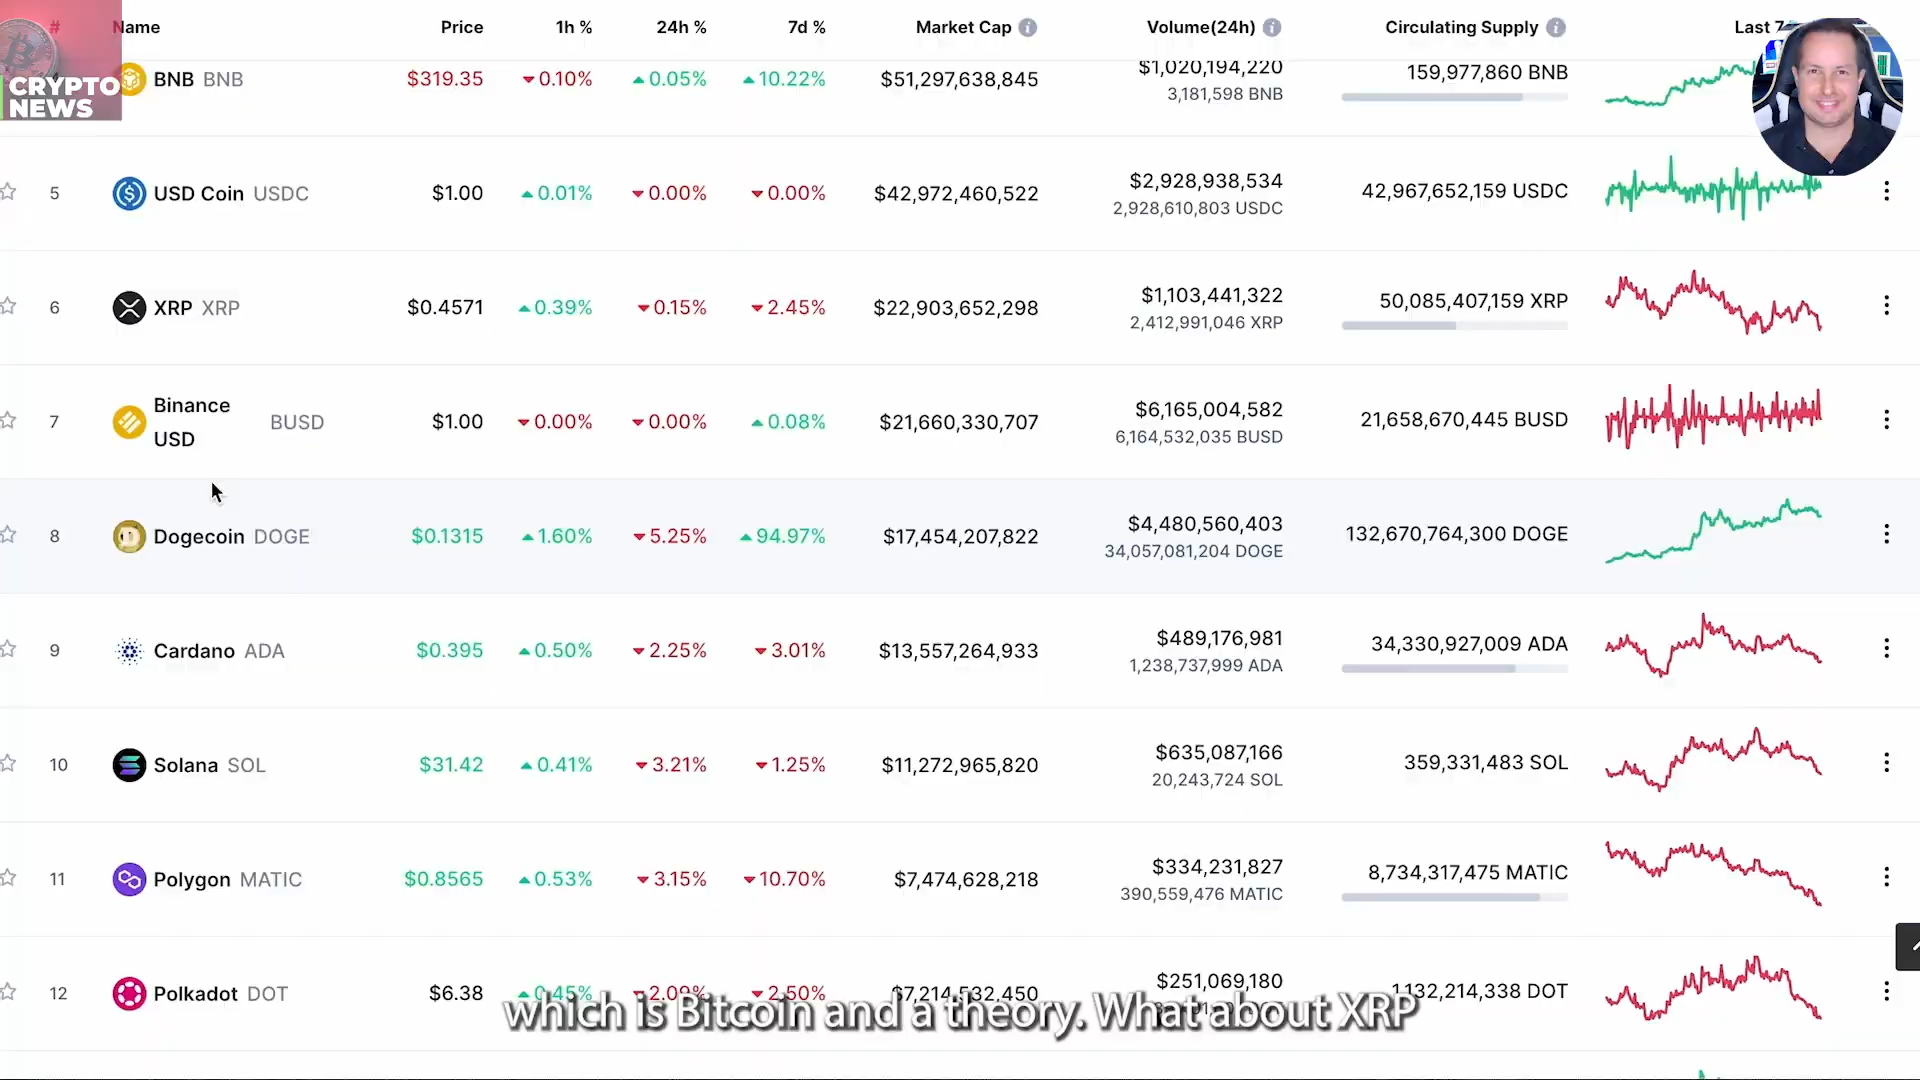 # Name Price 1h % 24h % 7d % Market Cap Volume(24h) Circulating Supply Last 7
CRYPTO
NEWS
BNB BNB $319.35 0.10% 0.05% 10.22% $51,297,638,845 $1,020,194,220 159,977,860 BNB
3,181,598 BNB
5 USD Coin USDC $1.00 0.01% 0.00% 0.00% $42,972,460,522 $2,928,938,534 42,967,652,159 USDC
2,928,610,803 USDC
6 XRP XRP $0.4571 0.39% 0.15% 2.45% $22,903,652,298 $1,103,441,322 50,085,407,159 XRP
2,412,991,046 XRP
7 Binance USD BUSD $1.00 0.00% 0.00% 0.08% $21,660,330,707 $6,165,004,582 21,658,670,445 BUSD
6,164,532,035 BUSD
8 Dogecoin DOGE $0.1315 1.60% 5.25% 94.97% $17,454,207,822 $4,480,560,403 132,670,764,300 DOGE
34,057,081,204 DOGE
9 Cardano ADA $0.395 0.50% 2.25% 3.01% $13,557,264,933 $489,176,981 34,330,927,009 ADA
1,238,737,999 ADA
10 Solana SOL $31.42 0.41% 3.21% 1.25% $11,272,965,820 $635,087,166 359,331,483 SOL
20,243,724 SOL
11 Polygon MATIC $0.8565 0.53% 3.15% 10.70% $7,474,628,218 $334,231,827 8,734,317,475 MATIC
390,559,476 MATIC
12 Polkadot DOT $6.38 0.45% 2.09% 2.50% $7,214,532,450 $251,069,180 1,132,214,338 DOT
which is Bitcoin and a theory. What about XRP